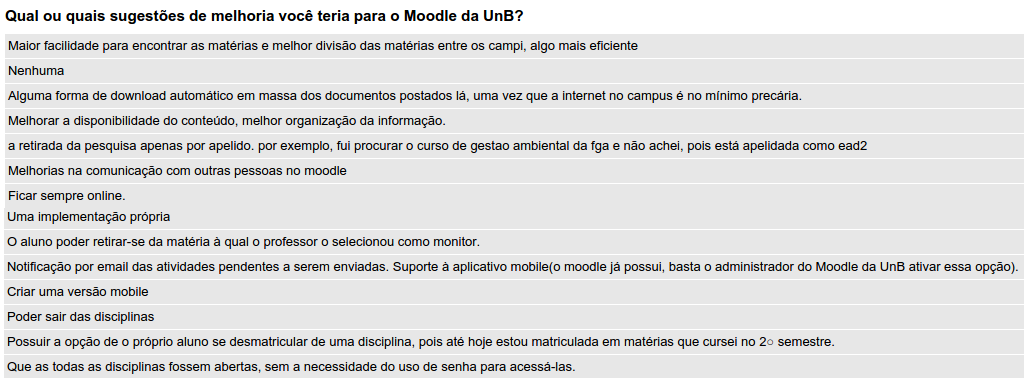 Qual ou quais sugestões de melhoria você teria para o Moodle da UnB?
Maior facilidade para encontrar as matérias e melhor divisão das matérias entre os campi, algo mais eficiente
Nenhuma
Alguma forma de download automático em massa dos documentos postados lá, uma vez que a internet no campus é no mínimo precária.
Melhorar a disponibilidade do conteúdo, melhor organização da informação.
a retirada da pesquisa apenas por apelido. por exemplo, fui procurar o curso de gestao ambiental da fga e não achei, pois está apelidada como ead2
Melhorias na comunicação com outras pessoas no moodle
Ficar sempre online.
Uma implementação própria
O aluno poder retirar-se da matéria à qual o professor o selecionou como monitor.
Notificação por email das atividades pendentes a serem enviadas. Suporte à aplicativo mobile(o moodle já possui, basta o administrador do Moodle da UnB ativar essa opção).
Criar uma versão mobile
Poder sair das disciplinas
Possuir a opção de o próprio aluno se desmatricular de uma disciplina, pois até hoje estou matriculada em matérias que cursei no 2○ semestre.
Que as todas as disciplinas fossem abertas, sem a necessidade do uso de senha para acessá-las.